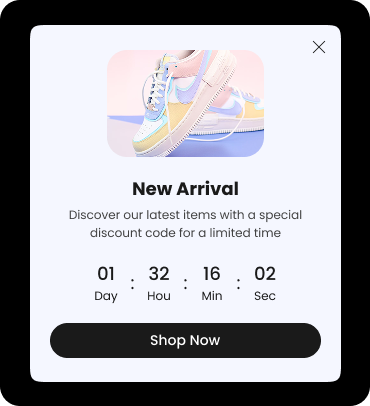 New Arrival
Discover our latest items with a special
discount code for a limited time
01 : 32 : 16 : 02
Day Hou Min Sec
Shop Now